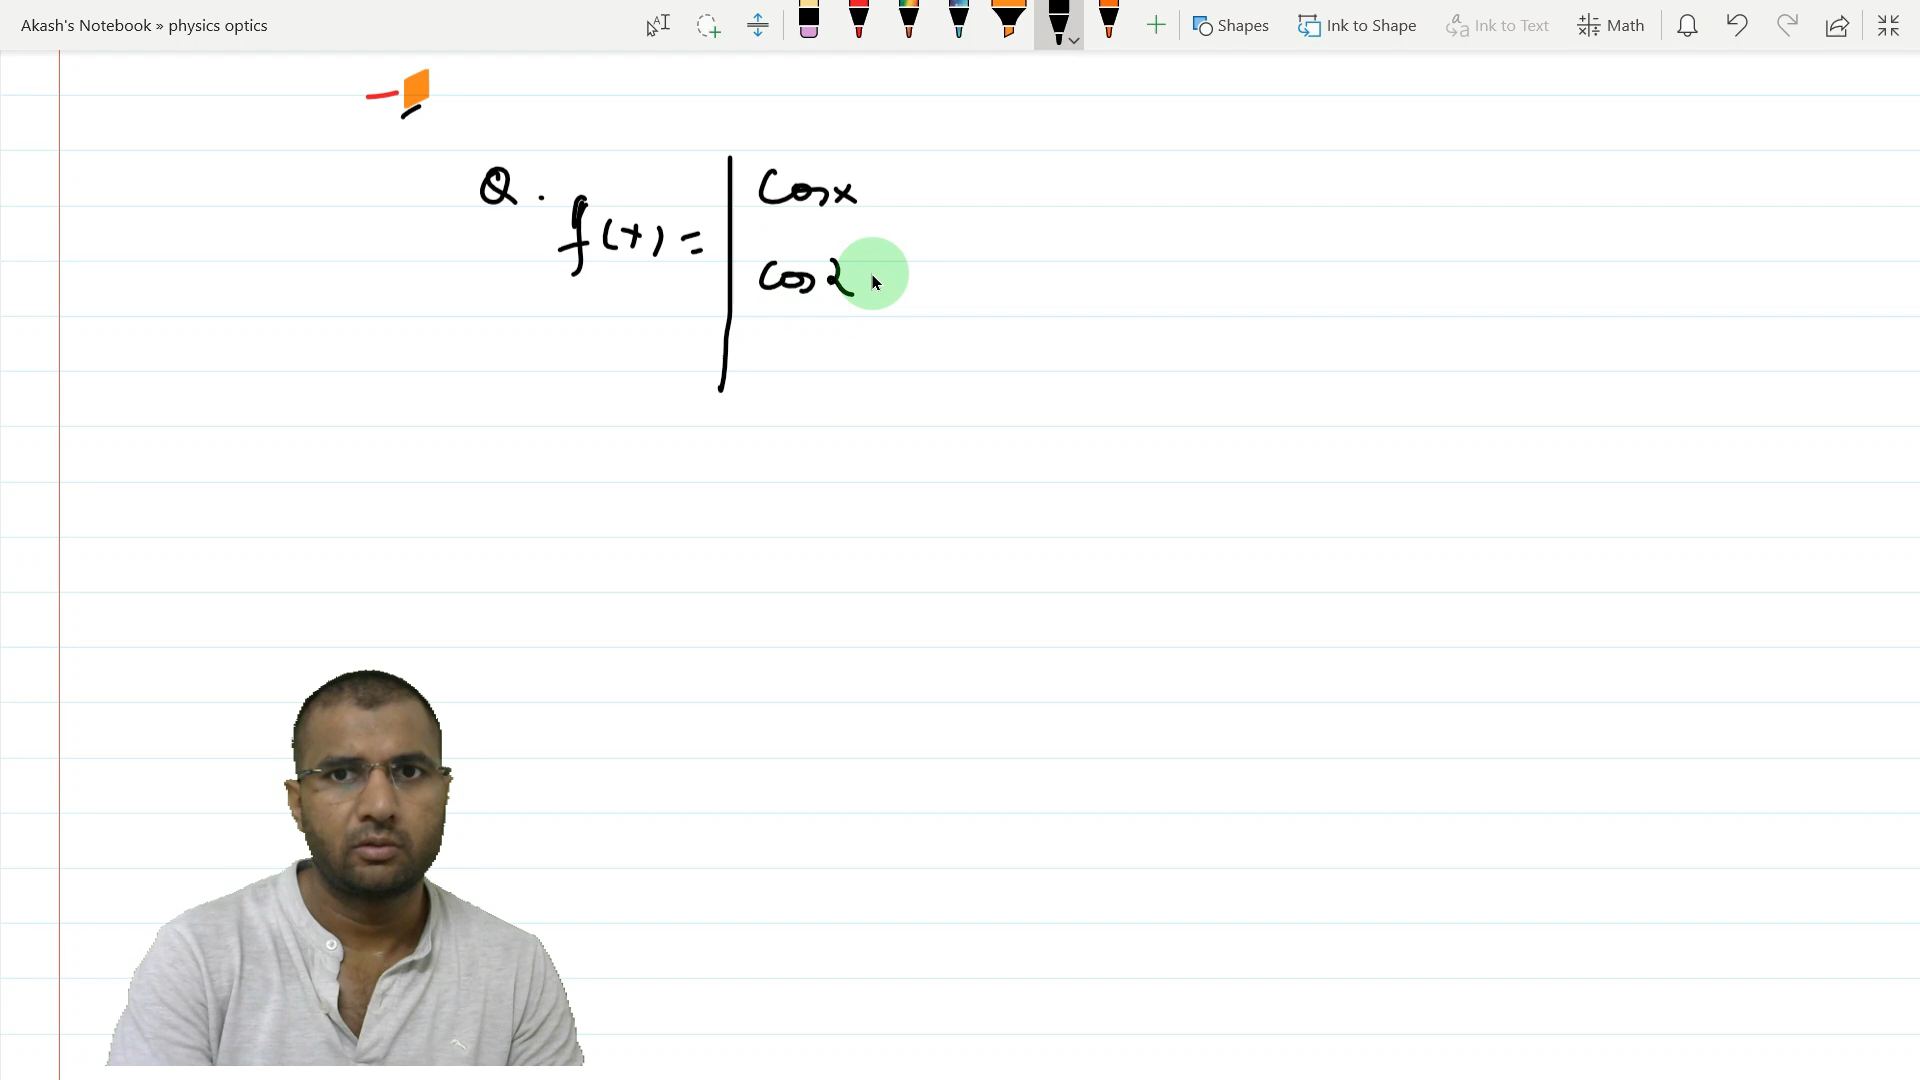 Akash's Notebook » physics optics
Shapes
Ink to Shape
Ink to Text
Math
Q.
Cosx
f(x) =
Cos2